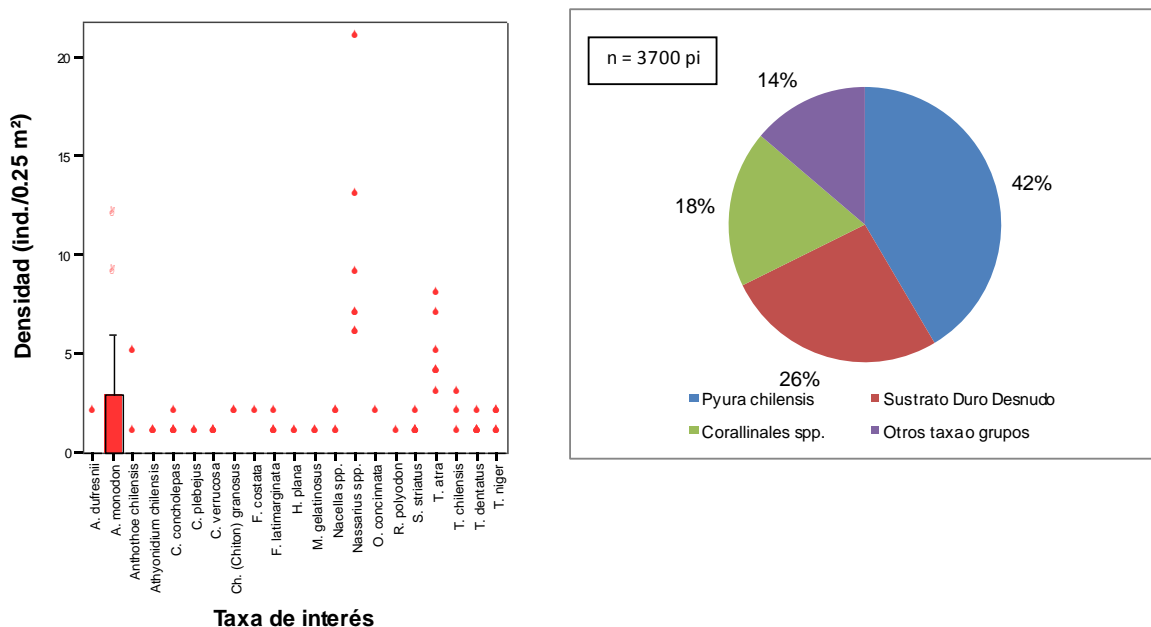 Densidad (ind./0.25 m²)
20
15
10
5
0
A. dufresnii
A. monodon
Anthothoe chilensis
Athyonidium chilensis
C. concholepas
C. plebejus
C. verrucosa
Ch. (Chiton) granosus
F. costata
F. latimarginata
H. plana
M. gelatinosus
Nacella spp.
Nassarius spp.
O. concinnata
R. polyodon
S. striatus
T. atra
T. chilensis
T. dentatus
T. niger
Taxa de interés
n = 3700 pi
14%
42%
18%
26%
Pyura chilensis
Sustrato Duro Desnudo
Corallinales spp.
Otros taxao grupos